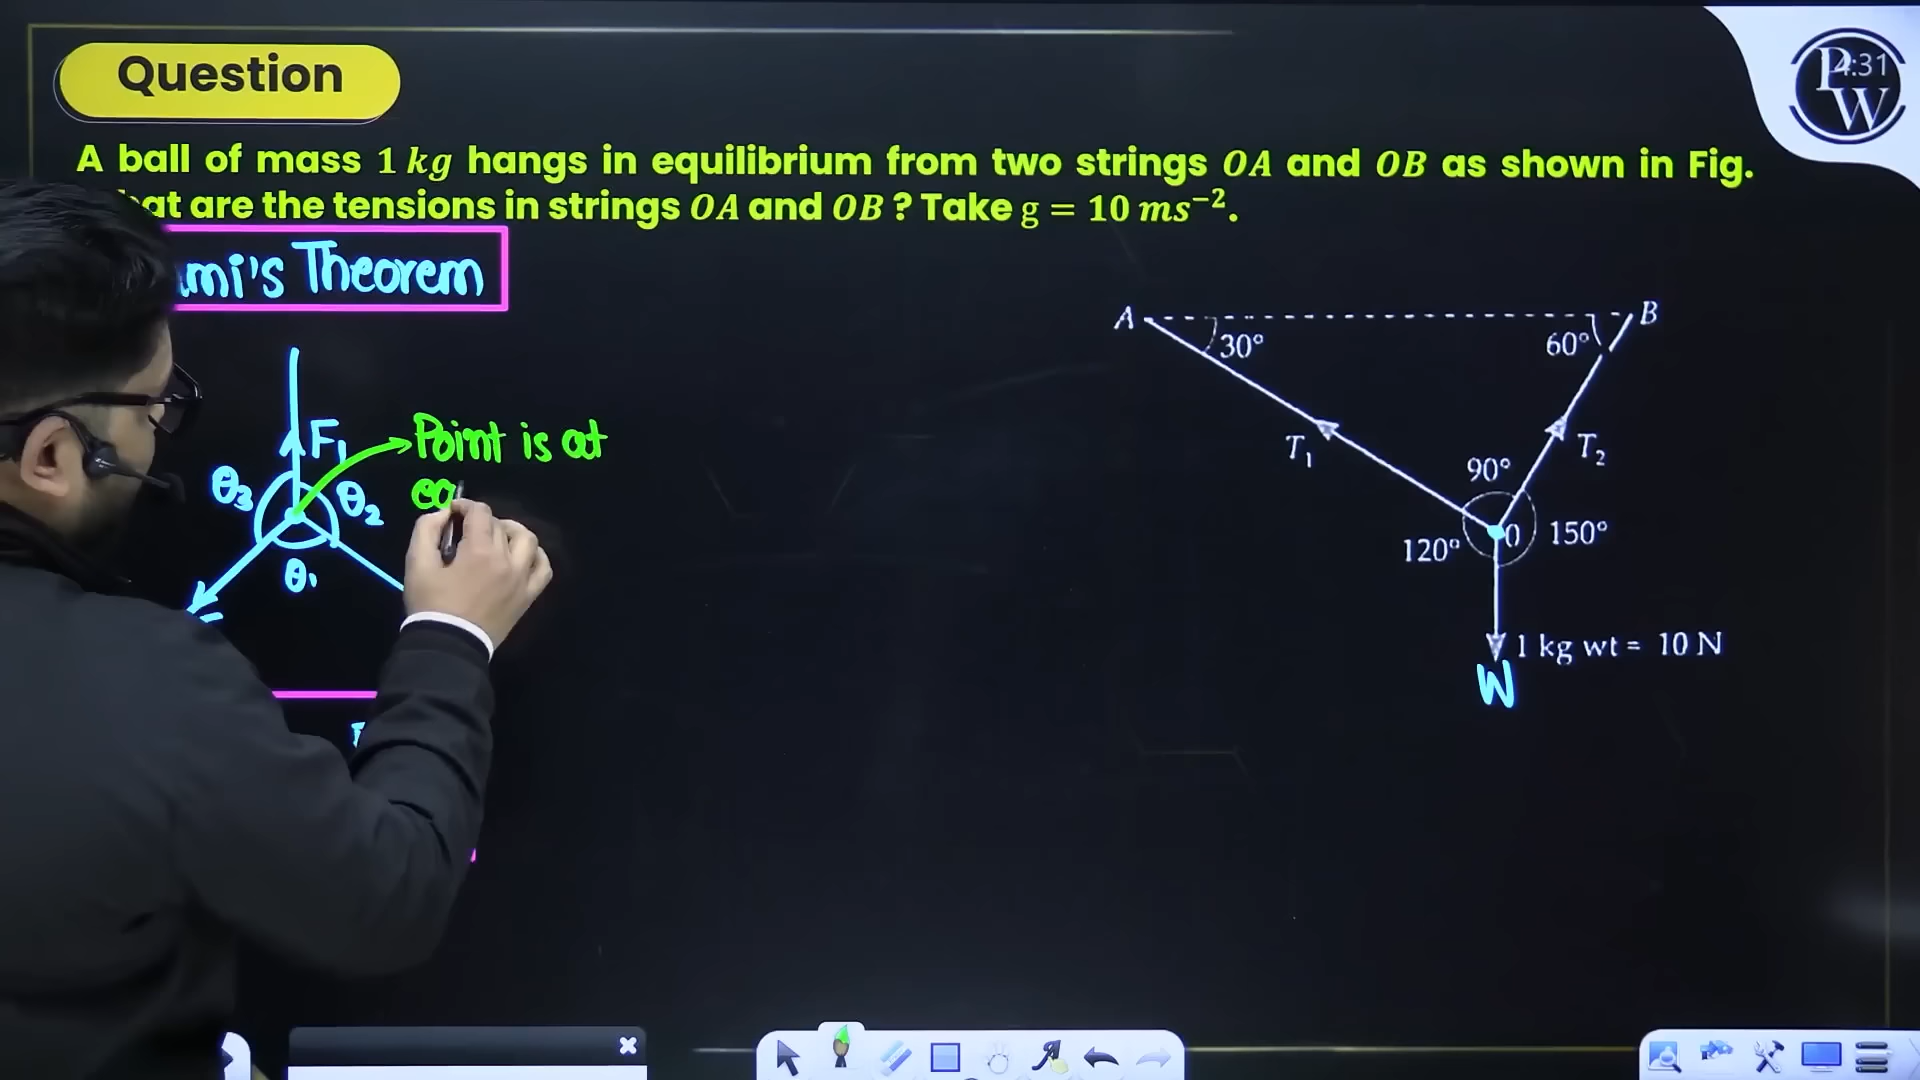 Question
4:31
PW
A ball of mass 1 kg hangs in equilibrium from two strings OA and OB as shown in Fig.
at are the tensions in strings OA and OB ? Take g = 10 ms⁻².
mi's Theorem
A
B
30°
60°
F₁
Point is at
T₁
T₂
θ₃
θ₂
90°
120°
O
150°
θ₁
1 kg wt = 10 N
W